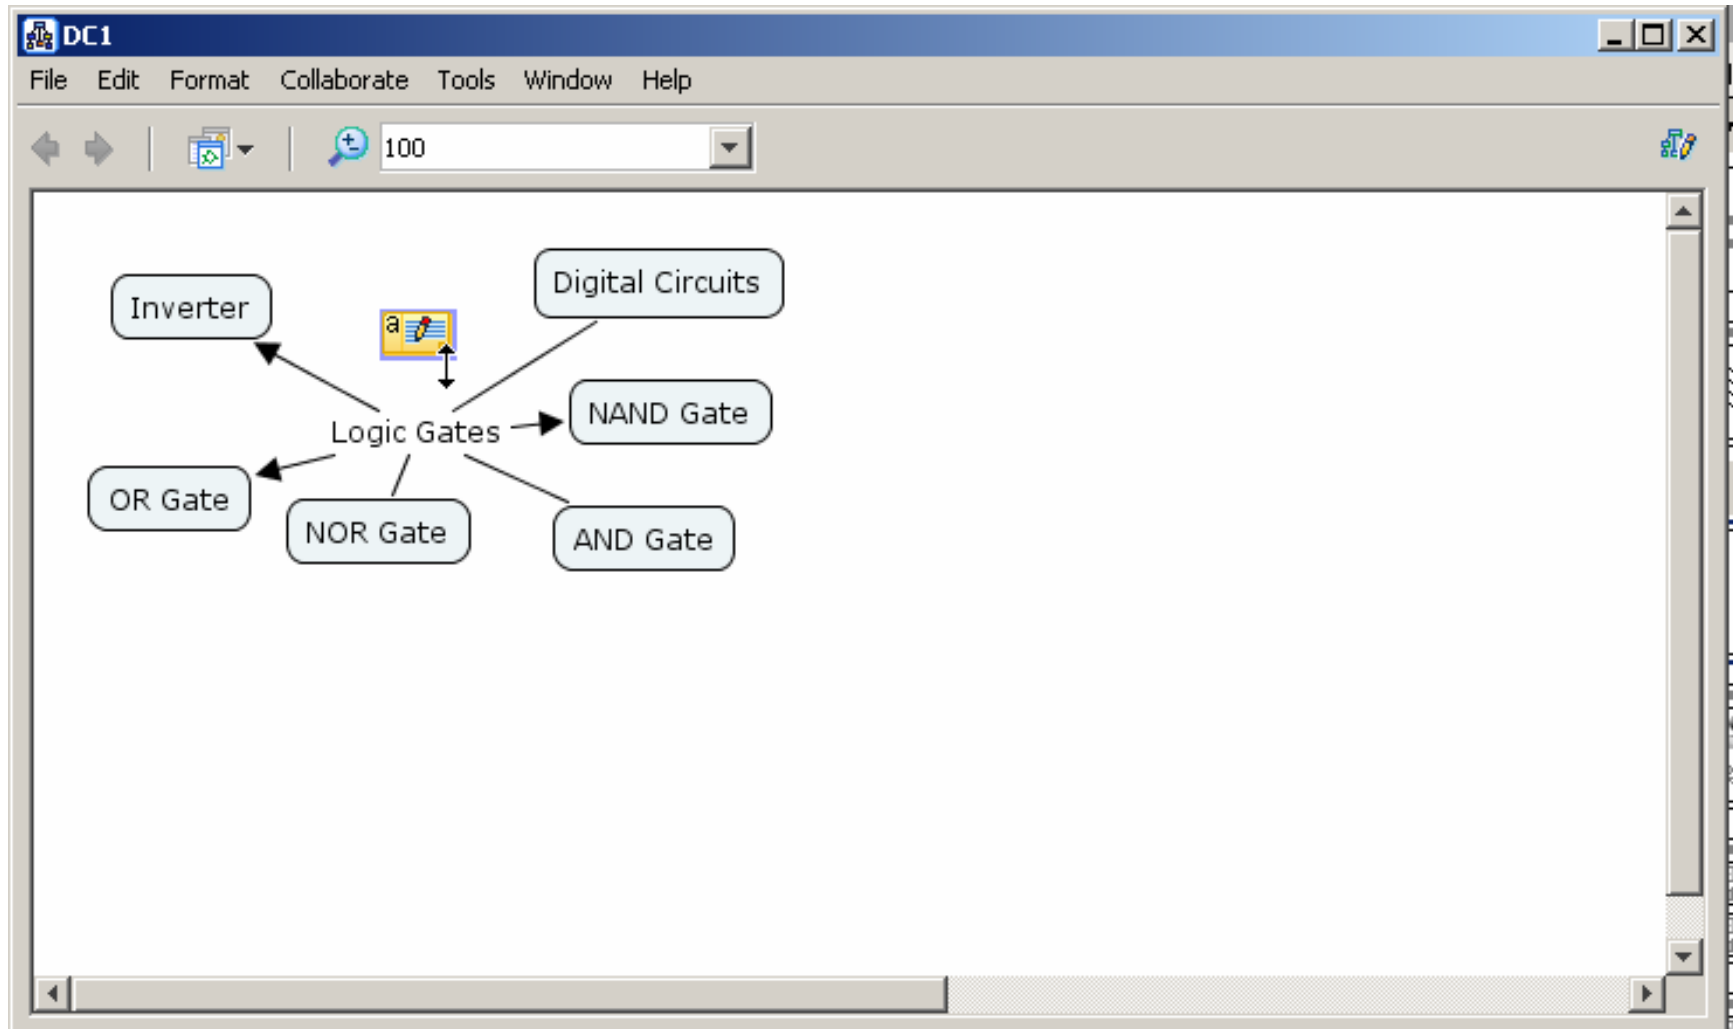 DC1
File Edit Format Collaborate Tools Window Help
100
Digital Circuits
Inverter
a
NAND Gate
Logic Gates
OR Gate
NOR Gate
AND Gate